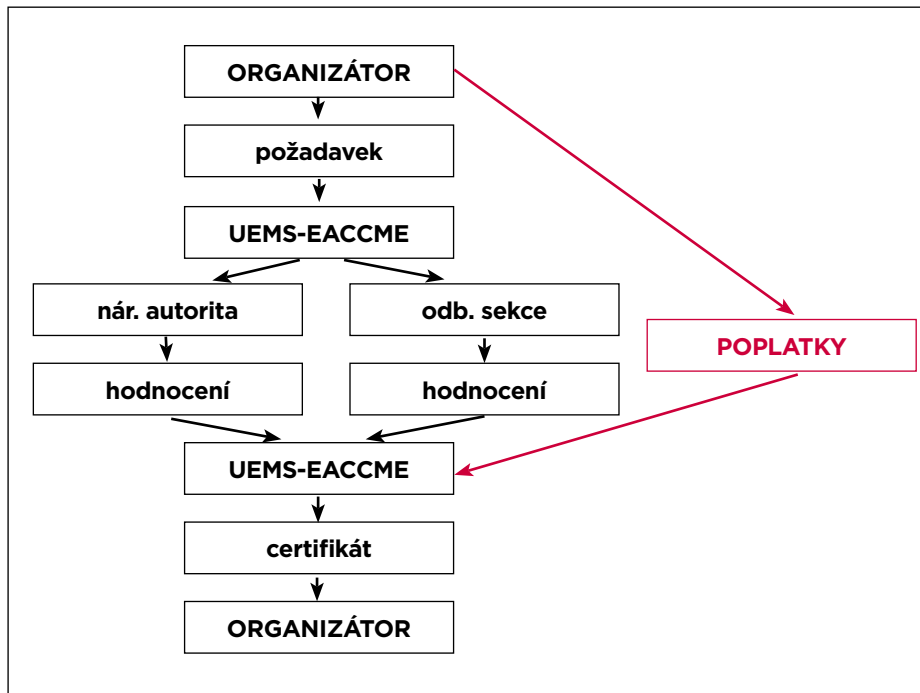 ORGANIZÁTOR
požadavek
UEMS-EACCME
nár. autorita
odb. sekce
POPLATKY
hodnocení
hodnocení
UEMS-EACCME
certifikát
ORGANIZÁTOR